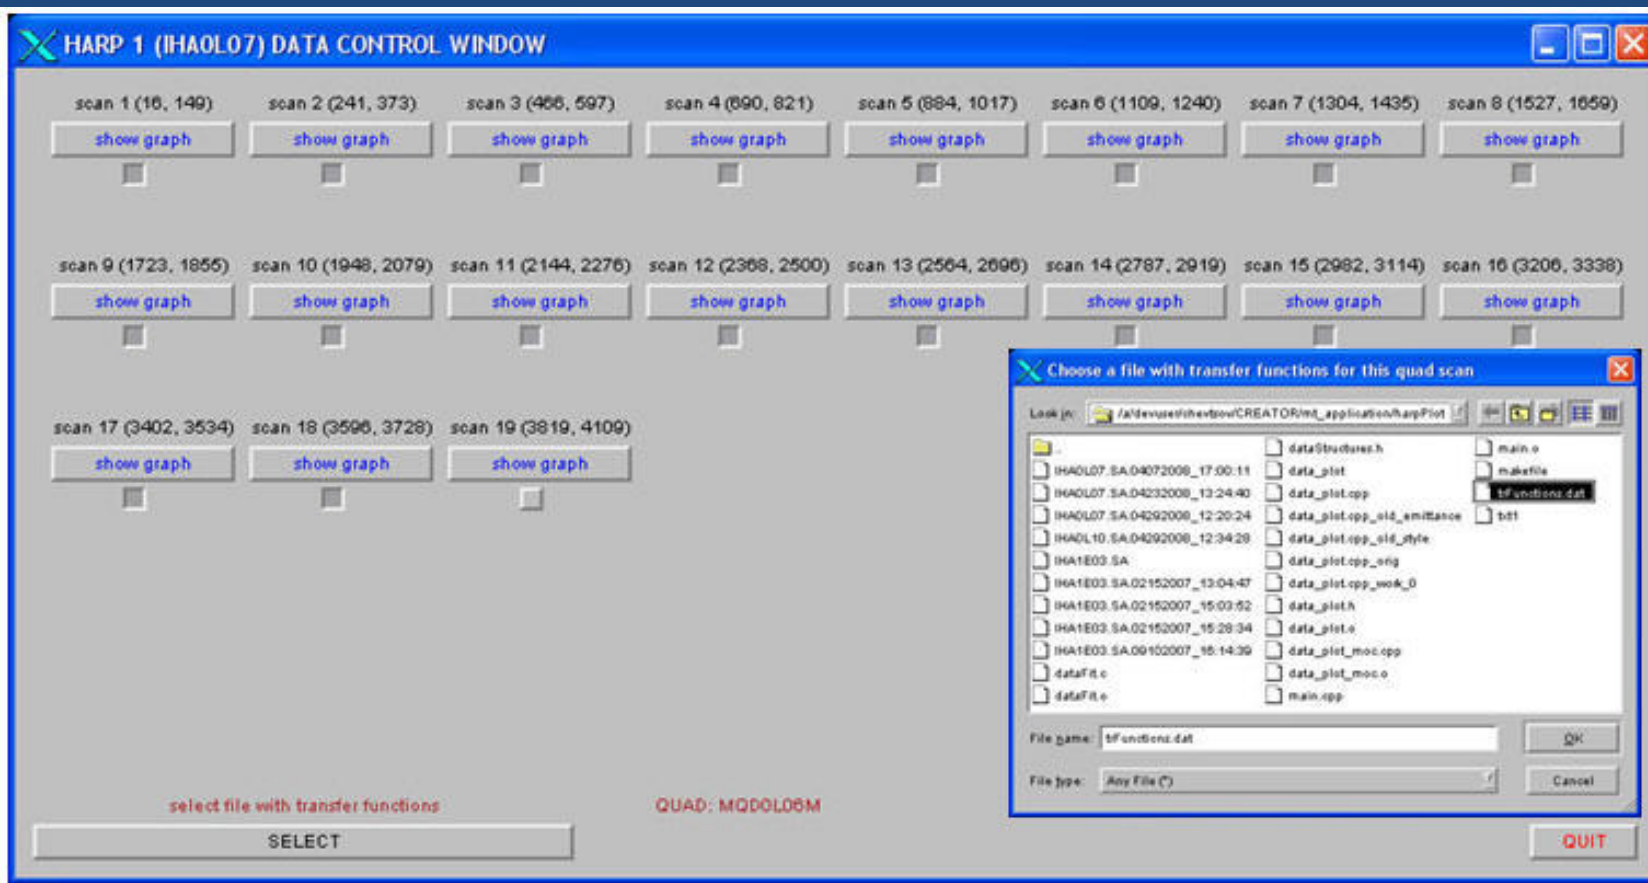 HARP 1 (IHA0L07) DATA CONTROL WINDOW
scan 1 (16, 149) scan 2 (241, 373) scan 3 (466, 597) scan 4 (690, 821) scan 5 (884, 1017) scan 6 (1109, 1240) scan 7 (1304, 1435) scan 8 (1527, 1659)
show graph show graph show graph show graph show graph show graph show graph show graph
scan 9 (1723, 1855) scan 10 (1948, 2079) scan 11 (2144, 2276) scan 12 (2368, 2500) scan 13 (2564, 2696) scan 14 (2787, 2919) scan 15 (2982, 3114) scan 16 (3206, 3338)
show graph show graph show graph show graph show graph show graph show graph show graph
scan 17 (3402, 3534) scan 18 (3596, 3728) scan 19 (3819, 4109)
show graph show graph show graph
select file with transfer functions QUAD: MQD0L06M
SELECT QUIT
Choose a file with transfer functions for this quad scan
Look in: /a/devuser/chevtsov/CREATOR/mt_application/harpPlot
..
IHA0L07.SA.04072008_17:00:11
IHA0L07.SA.04232008_13:24:40
IHA0L07.SA.04292008_12:20:24
IHA0L10.SA.04292008_12:34:28
IHA1E03.SA
IHA1E03.SA.02152007_13:04:47
IHA1E03.SA.02152007_15:03:52
IHA1E03.SA.02152007_15:28:34
IHA1E03.SA.09102007_16:14:39
dataFit.c
dataFit.o
dataStructures.h
data_plot
data_plot.cpp
data_plot.cpp_old_emittance
data_plot.cpp_old_style
data_plot.cpp_orig
data_plot.cpp_work_0
data_plot.h
data_plot.o
data_plot_moc.cpp
data_plot_moc.o
main.cpp
main.o
makefile
trFunctions.dat
txt1
File name: trFunctions.dat OK
File type: Any File (*) Cancel